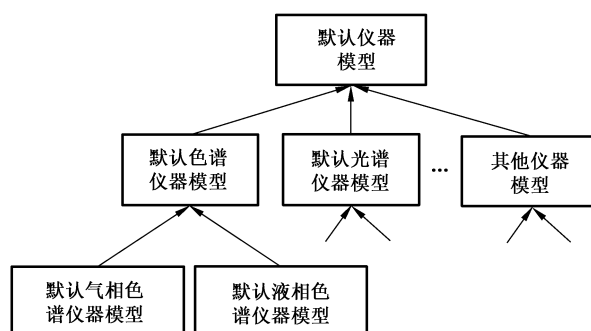 默认仪器
模型
默认色谱
仪器模型
默认光谱
仪器模型
...
其他仪器
模型
默认气相色
谱仪器模型
默认液相色
谱仪器模型